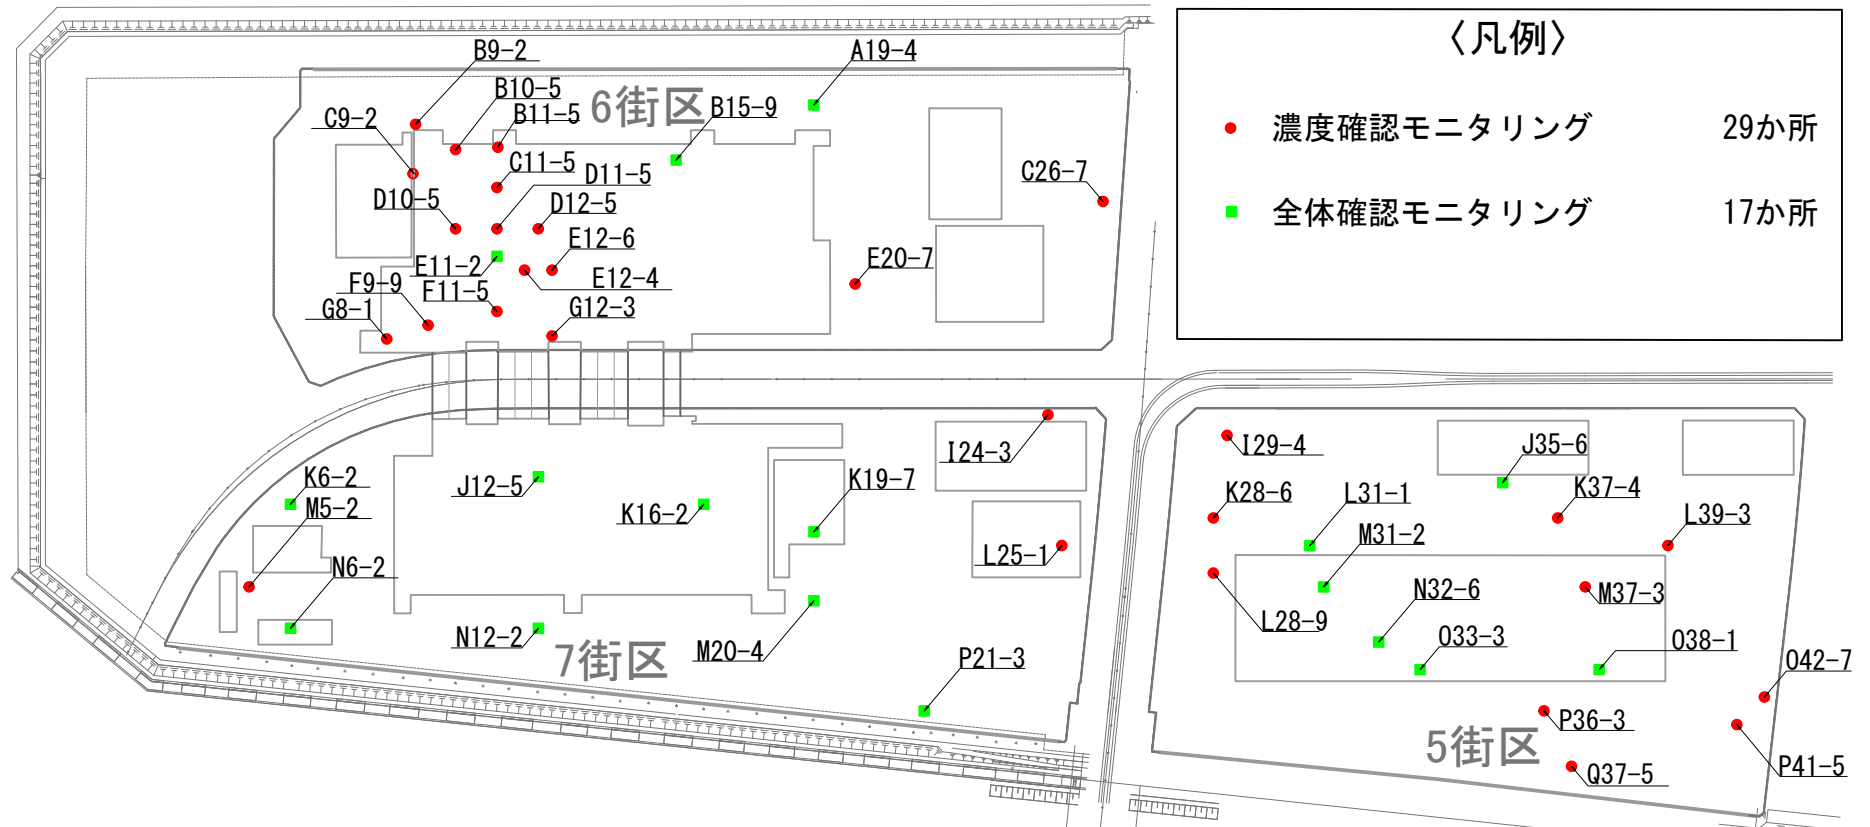 〈凡例〉
濃度確認モニタリング 29か所
全体確認モニタリング 17か所
6街区
B9-2
A19-4
B10-5
B11-5
B15-9
C9-2
C11-5
D11-5
C26-7
D10-5
D12-5
E12-6
E11-2
E12-4
E20-7
F9-9
F11-5
G8-1
G12-3
7街区
I24-3
K6-2
J12-5
K19-7
M5-2
K16-2
L25-1
N6-2
N12-2
M20-4
P21-3
5街区
I29-4
J35-6
K28-6
L31-1
K37-4
M31-2
L39-3
L28-9
N32-6
M37-3
O33-3
O38-1
O42-7
P36-3
P41-5
Q37-5